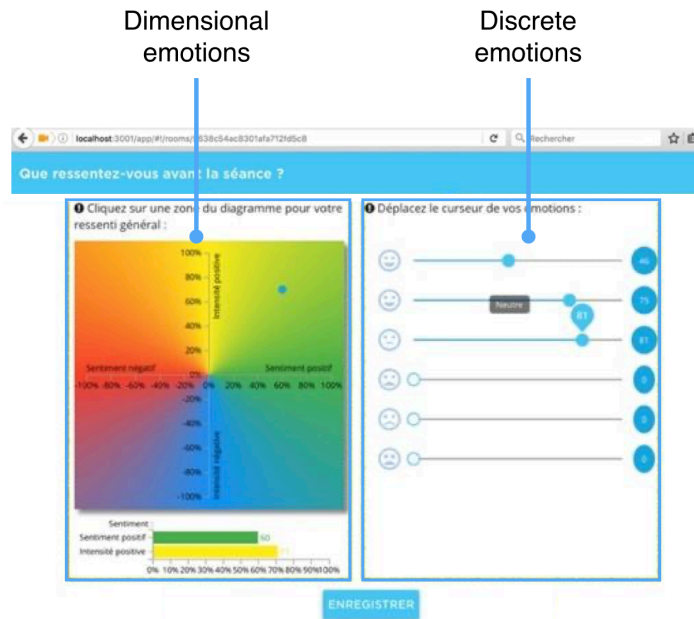 Dimensional
emotions
Discrete
emotions
Rechercher
Que ressentez-vous avant la séance ?
Cliquez sur une zone du diagramme pour votre
ressenti général :
100%
80%
60%
40%
20%
0%
-20%
-40%
-60%
-80%
-100%
Intensité positive
Intensité négative
Sentiment négatif
Sentiment positif
-100% -80% -60% -40% -20% 0% 20% 40% 60% 80% 100%
Sentiment :
Sentiment positif
60
Intensité positive
71
0% 10% 20% 30% 40% 50% 60% 70% 80% 90%100%
Déplacez le curseur de vos émotions :
46
75
Neutre
81
81
0
0
0
ENREGISTRER